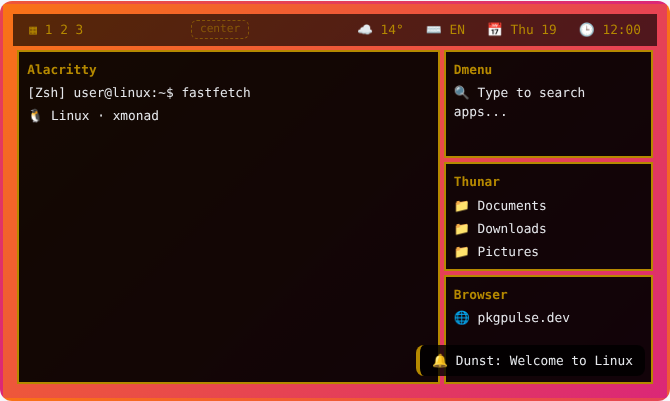 ▦ 1 2 3
center
☁️ 14° ⌨️ EN 📅 Thu 19 🕒 12:00
Alacritty
[Zsh] user@linux:~$ fastfetch
🐧 Linux · xmonad
Dmenu
🔍 Type to search
apps...
Thunar
📁 Documents
📁 Downloads
📁 Pictures
Browser
🌐 pkgpulse.dev
🔔 Dunst: Welcome to Linux